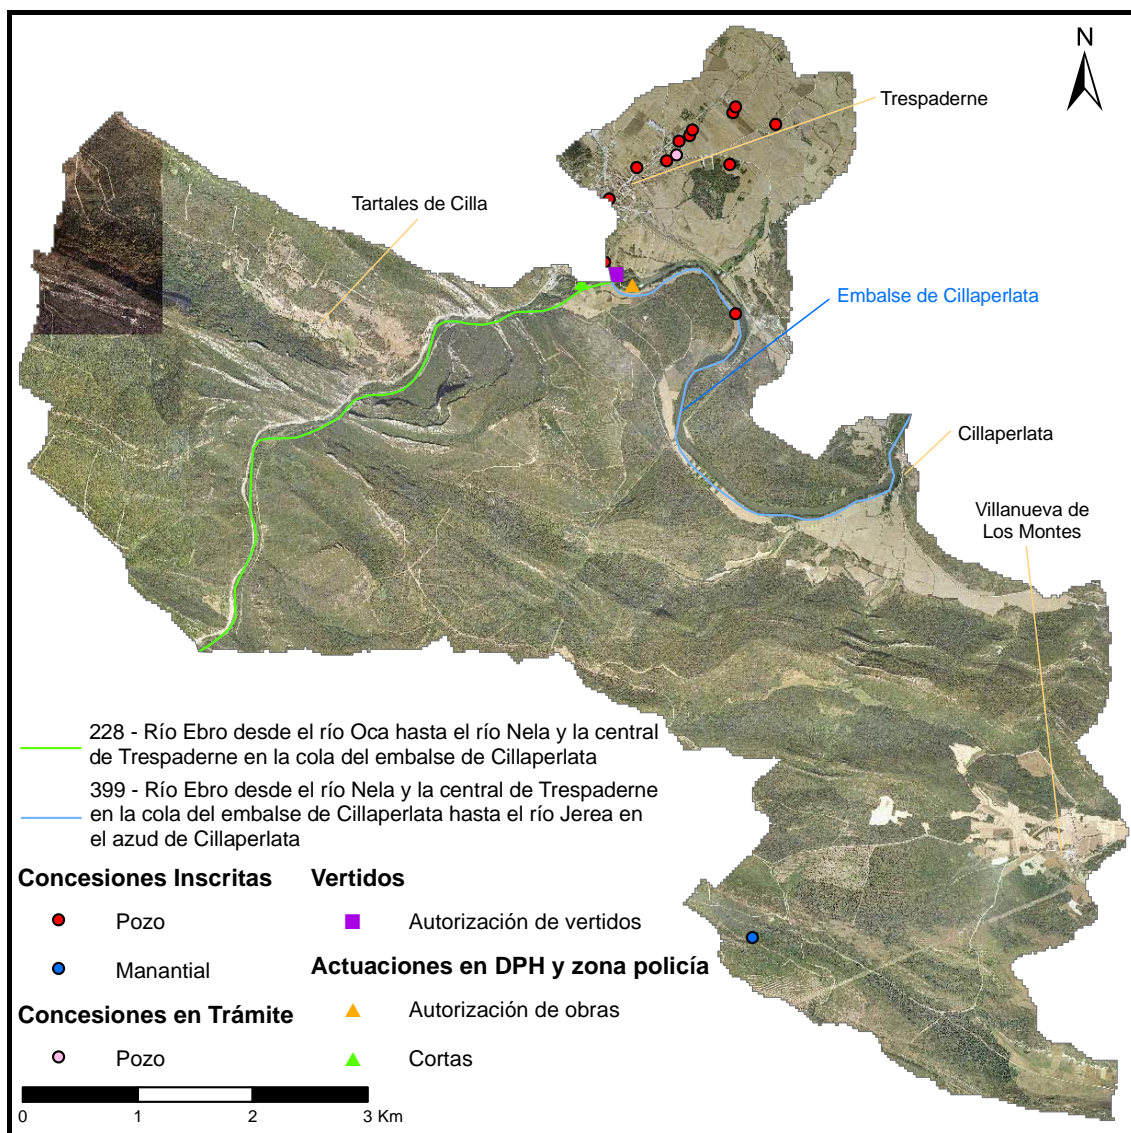 N
Trespaderne
Tartales de Cilla
Embalse de Cillaperlata
Cillaperlata
Villanueva de
Los Montes
228 - Río Ebro desde el río Oca hasta el río Nela y la central
de Trespaderne en la cola del embalse de Cillaperlata
399 - Río Ebro desde el río Nela y la central de Trespaderne
en la cola del embalse de Cillaperlata hasta el río Jerea en
el azud de Cillaperlata
Concesiones Inscritas
Pozo
Manantial
Concesiones en Trámite
Pozo
Vertidos
Autorización de vertidos
Actuaciones en DPH y zona policía
Autorización de obras
Cortas
0 1 2 3 Km